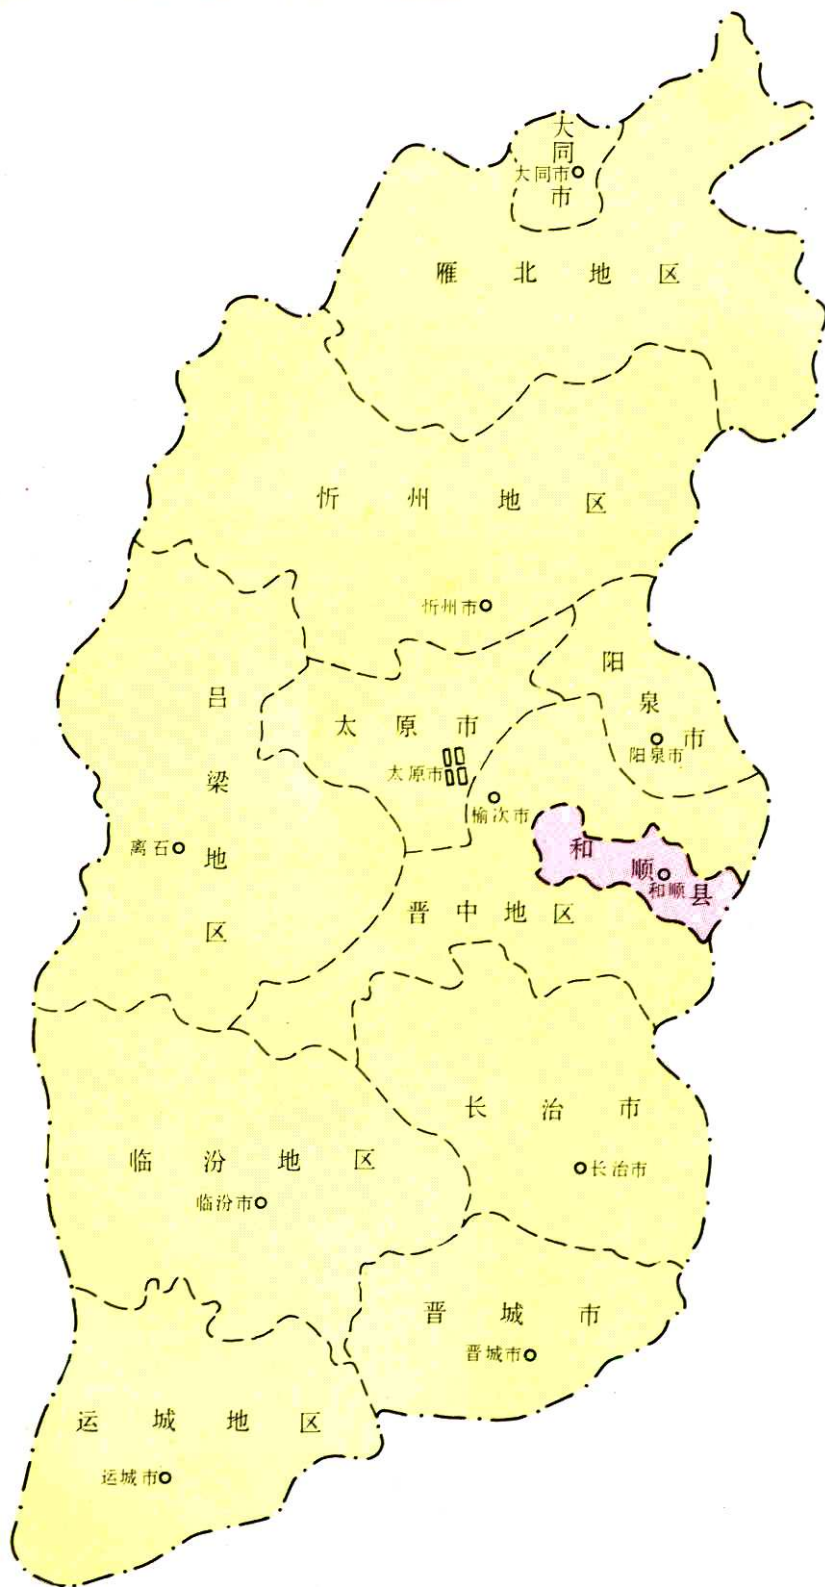 大同市
大同市
雁北地区
忻州地区
忻州市
阳泉市
阳泉市
吕梁地区
太原市
太原市
榆次市
离石
和顺县
和顺
晋中地区
长治市
长治市
临汾地区
临汾市
晋城市
晋城市
运城地区
运城市